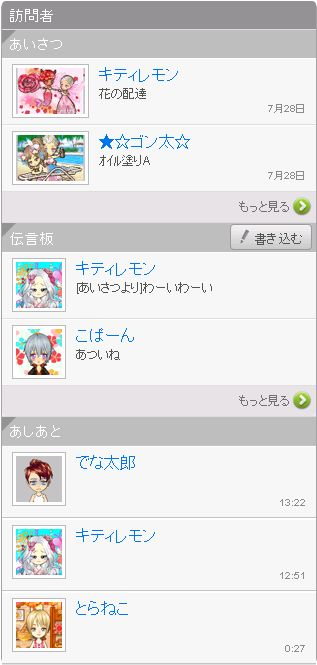 訪問者
あいさつ
キティレモン
花の配達
7月28日
★☆ゴン太☆
ｵｲﾙ塗りA
7月28日
もっと見る
伝言板
書き込む
キティレモン
[あいさつより]わーいわーい
こぱーん
あついね
もっと見る
あしあと
でな太郎
13:22
キティレモン
12:51
とらねこ
0:27